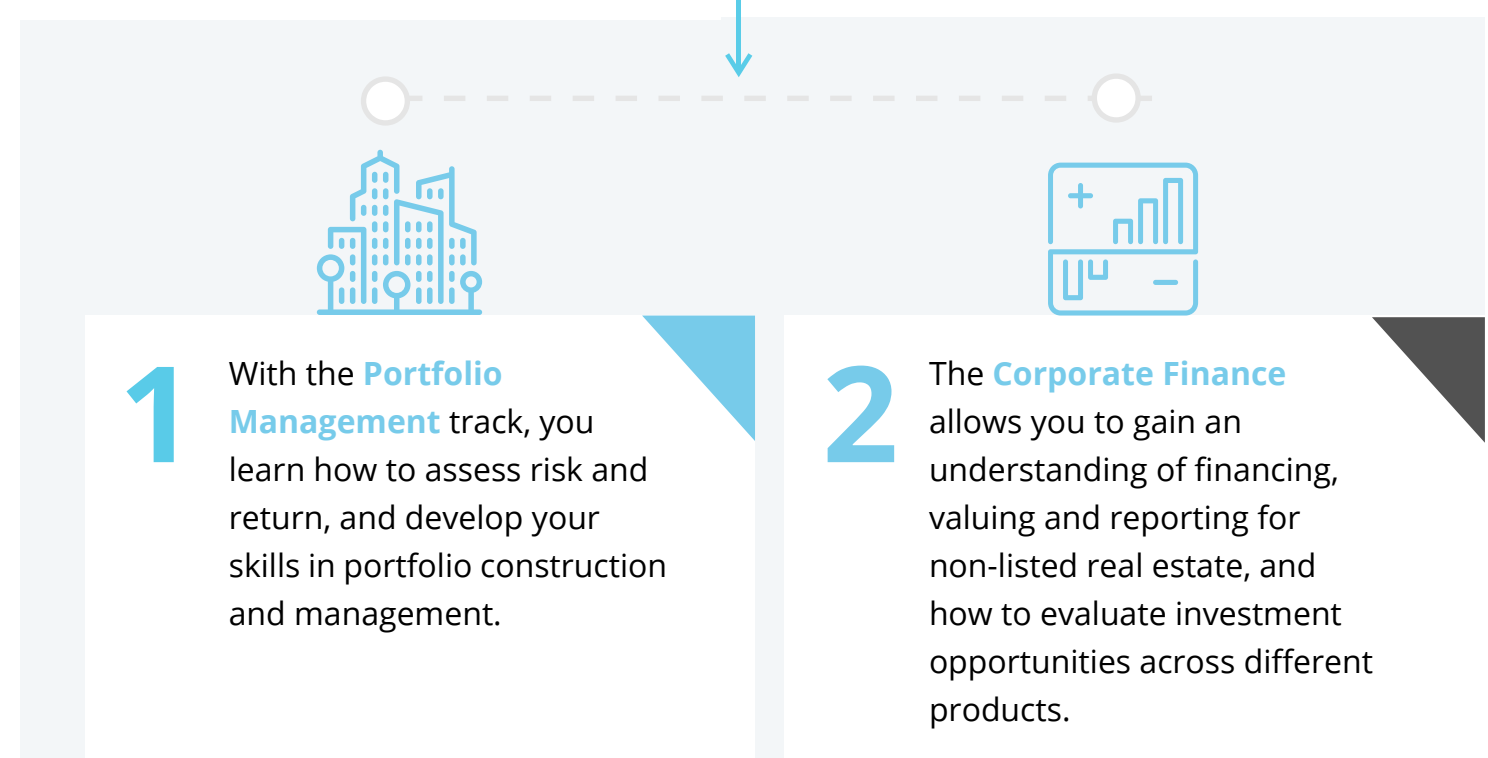 1
With the Portfolio
Management track, you
learn how to assess risk and
return, and develop your
skills in portfolio construction
and management.
2
The Corporate Finance
allows you to gain an
understanding of financing,
valuing and reporting for
non-listed real estate, and
how to evaluate investment
opportunities across different
products.